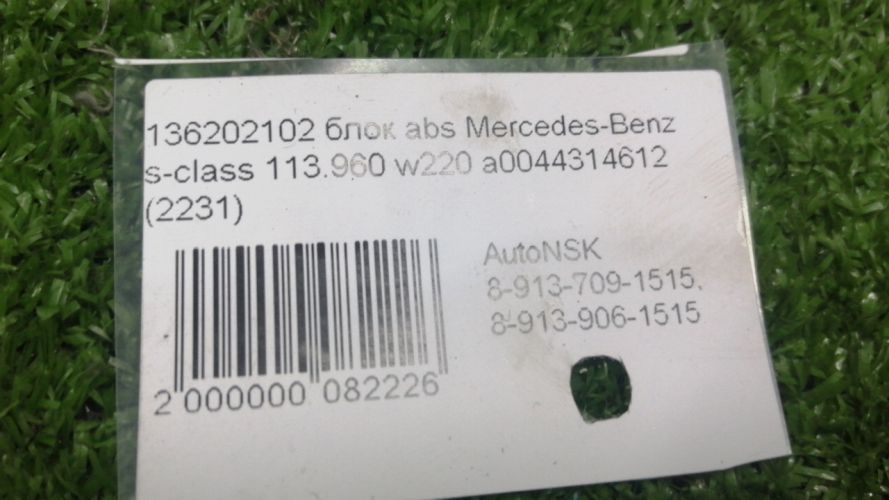 136202102 блок abs Mercedes-Benz
s-class 113.960 w220 a0044314612
(2231)
AutoNSK
8-913-709-1515,
8-913-906-1515
2 000000 082226